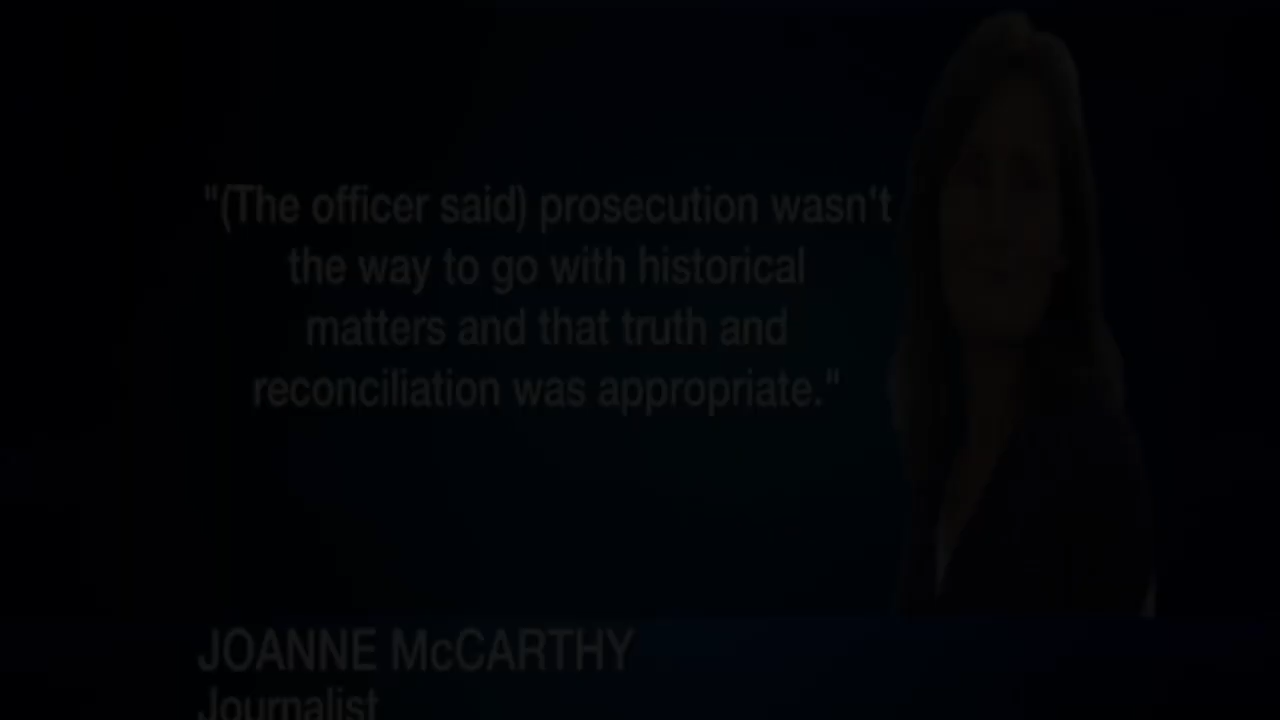 "(The officer said) prosecution wasn't
the way to go with historical
matters and that truth and
reconciliation was appropriate."
JOANNE McCARTHY
Journalist